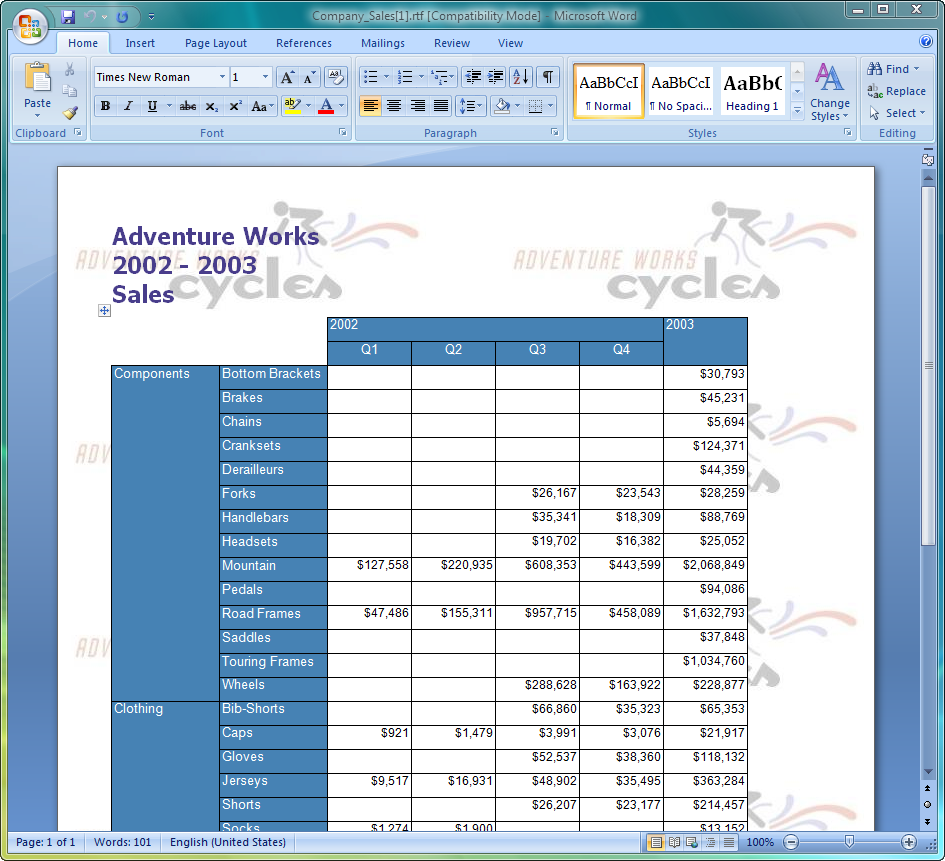 Company_Sales[1].rtf [Compatibility Mode] - Microsoft Word
Home Insert Page Layout References Mailings Review View
Times New Roman 1
Paste
B I U abc x₂ x² Aa ab A
AaBbCcI AaBbCcI AaBbC
¶ Normal ¶ No Spaci... Heading 1
Change Styles
Find
Replace
Select
Clipboard Font Paragraph Styles Editing
Adventure Works
2002 - 2003
Sales
ADVENTURE WORKS
cycles
ADVENTURE WORKS
cycles
2002 2003
Q1 Q2 Q3 Q4
Components Bottom Brackets $30,793
Brakes $45,231
Chains $5,694
Cranksets $124,371
Derailleurs $44,359
Forks $26,167 $23,543 $28,259
Handlebars $35,341 $18,309 $88,769
Headsets $19,702 $16,382 $25,052
Mountain $127,558 $220,935 $608,353 $443,599 $2,068,849
Pedals $94,086
Road Frames $47,486 $155,311 $957,715 $458,089 $1,632,793
Saddles $37,848
Touring Frames $1,034,760
Wheels $288,628 $163,922 $228,877
Clothing Bib-Shorts $66,860 $35,323 $65,353
Caps $921 $1,479 $3,991 $3,076 $21,917
Gloves $52,537 $38,360 $118,132
Jerseys $9,517 $16,931 $48,902 $35,495 $363,284
Shorts $26,207 $23,177 $214,457
Socks $1,274 $1,900 $13,152
Page: 1 of 1 Words: 101 English (United States) 100%